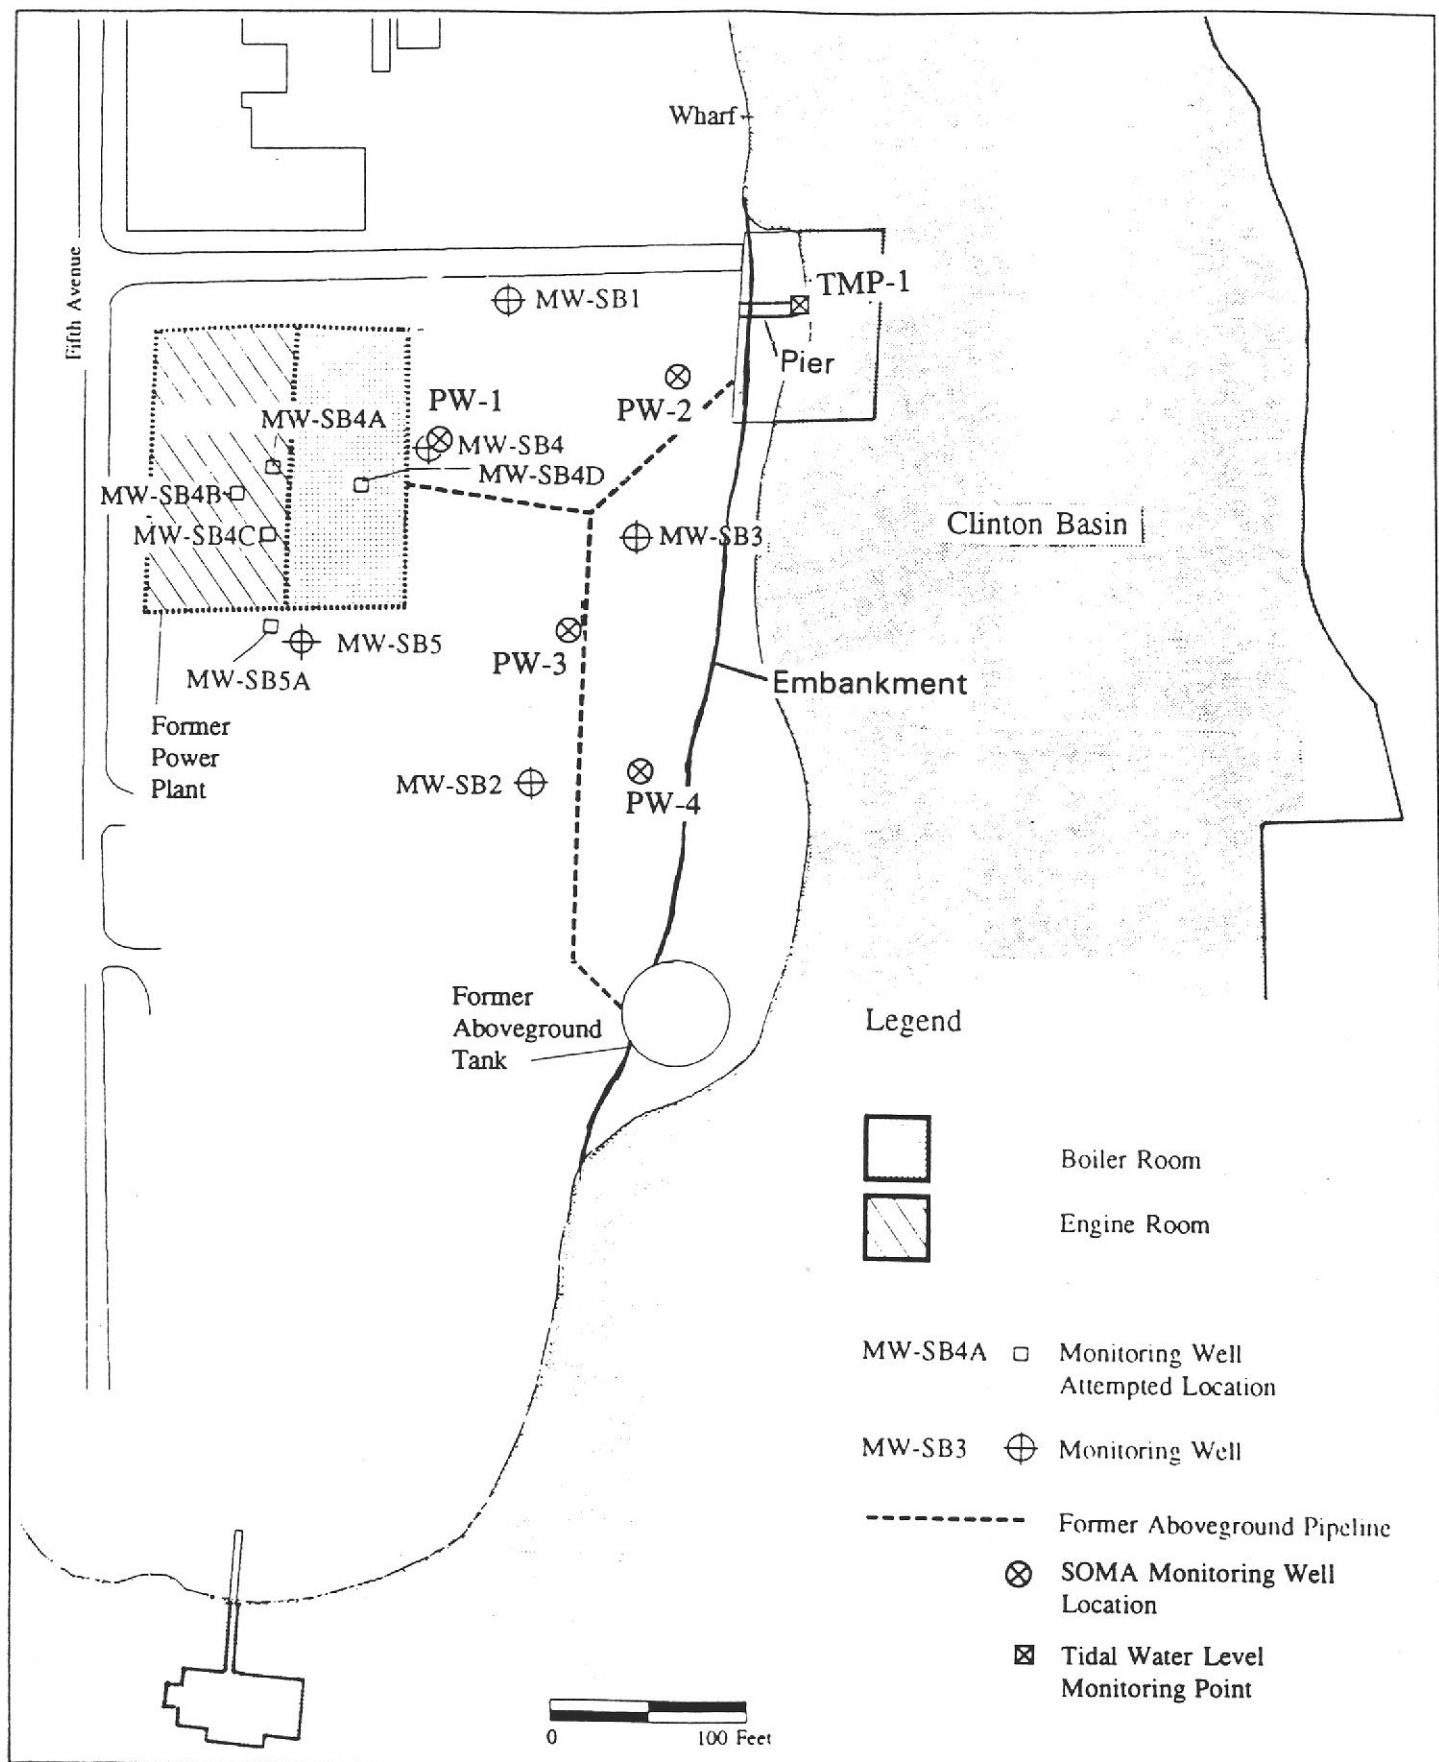 Wharf
Fifth Avenue
MW-SB1
TMP-1
Pier
PW-1
PW-2
MW-SB4A
MW-SB4
MW-SB4D
MW-SB4B
MW-SB4C
MW-SB3
Clinton Basin
MW-SB5
PW-3
MW-SB5A
Embankment
Former
Power
Plant
MW-SB2
PW-4
Former
Aboveground
Tank
Legend
Boiler Room
Engine Room
MW-SB4A Monitoring Well
Attempted Location
MW-SB3 Monitoring Well
Former Aboveground Pipeline
SOMA Monitoring Well
Location
Tidal Water Level
Monitoring Point
0 100 Feet